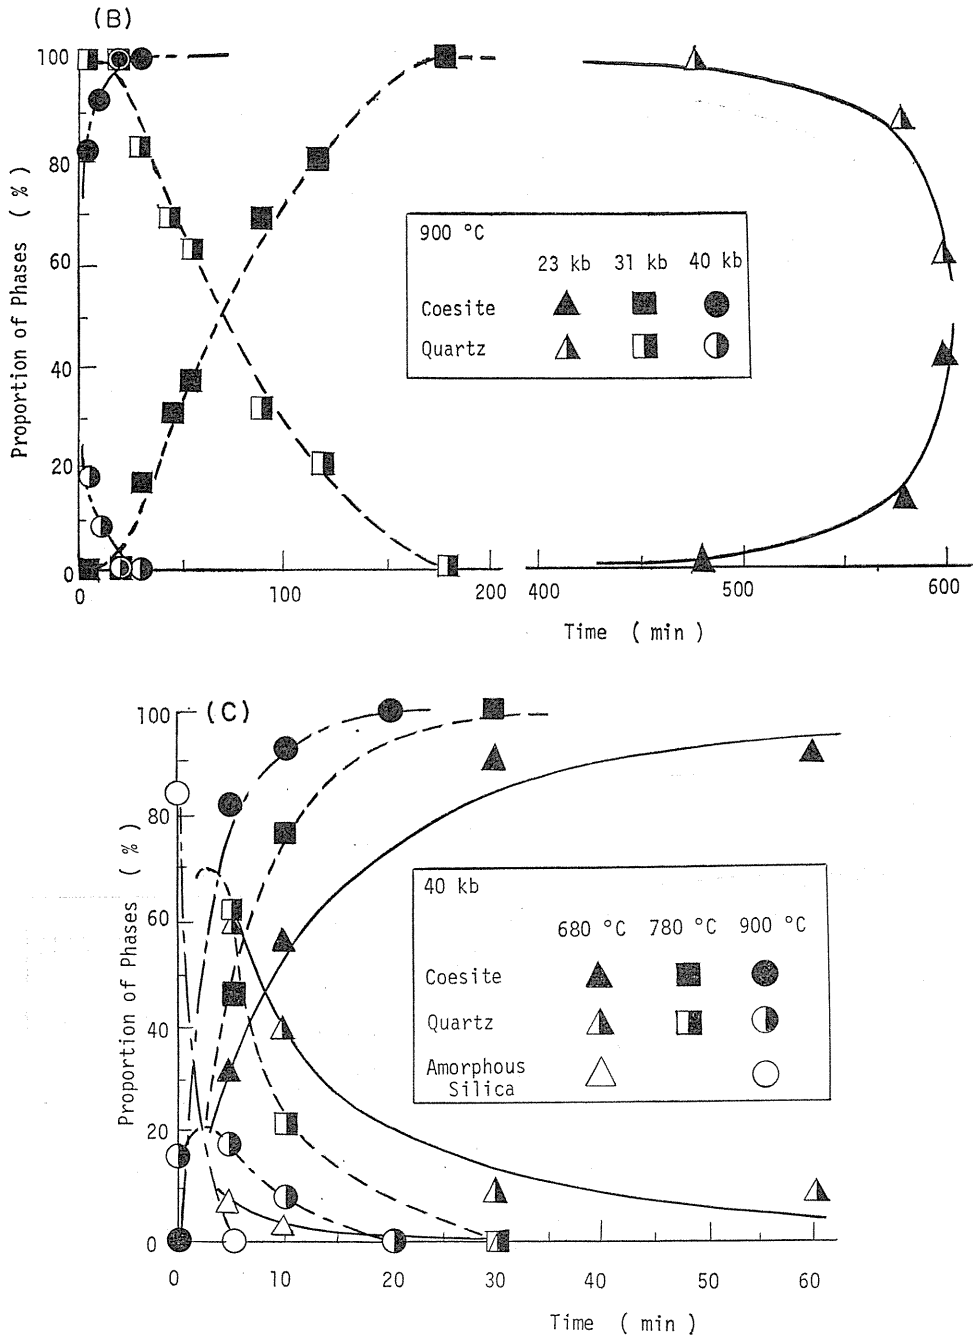 (B)
100
80
60
40
20
0
Proportion of Phases ( % )
900 °C
23 kb 31 kb 40 kb
Coesite
Quartz
0 100 200 400 500 600
Time ( min )
(C)
100
80
60
40
20
0
Proportion of Phases ( % )
40 kb
680 °C 780 °C 900 °C
Coesite
Quartz
Amorphous
Silica
0 10 20 30 40 50 60
Time ( min )